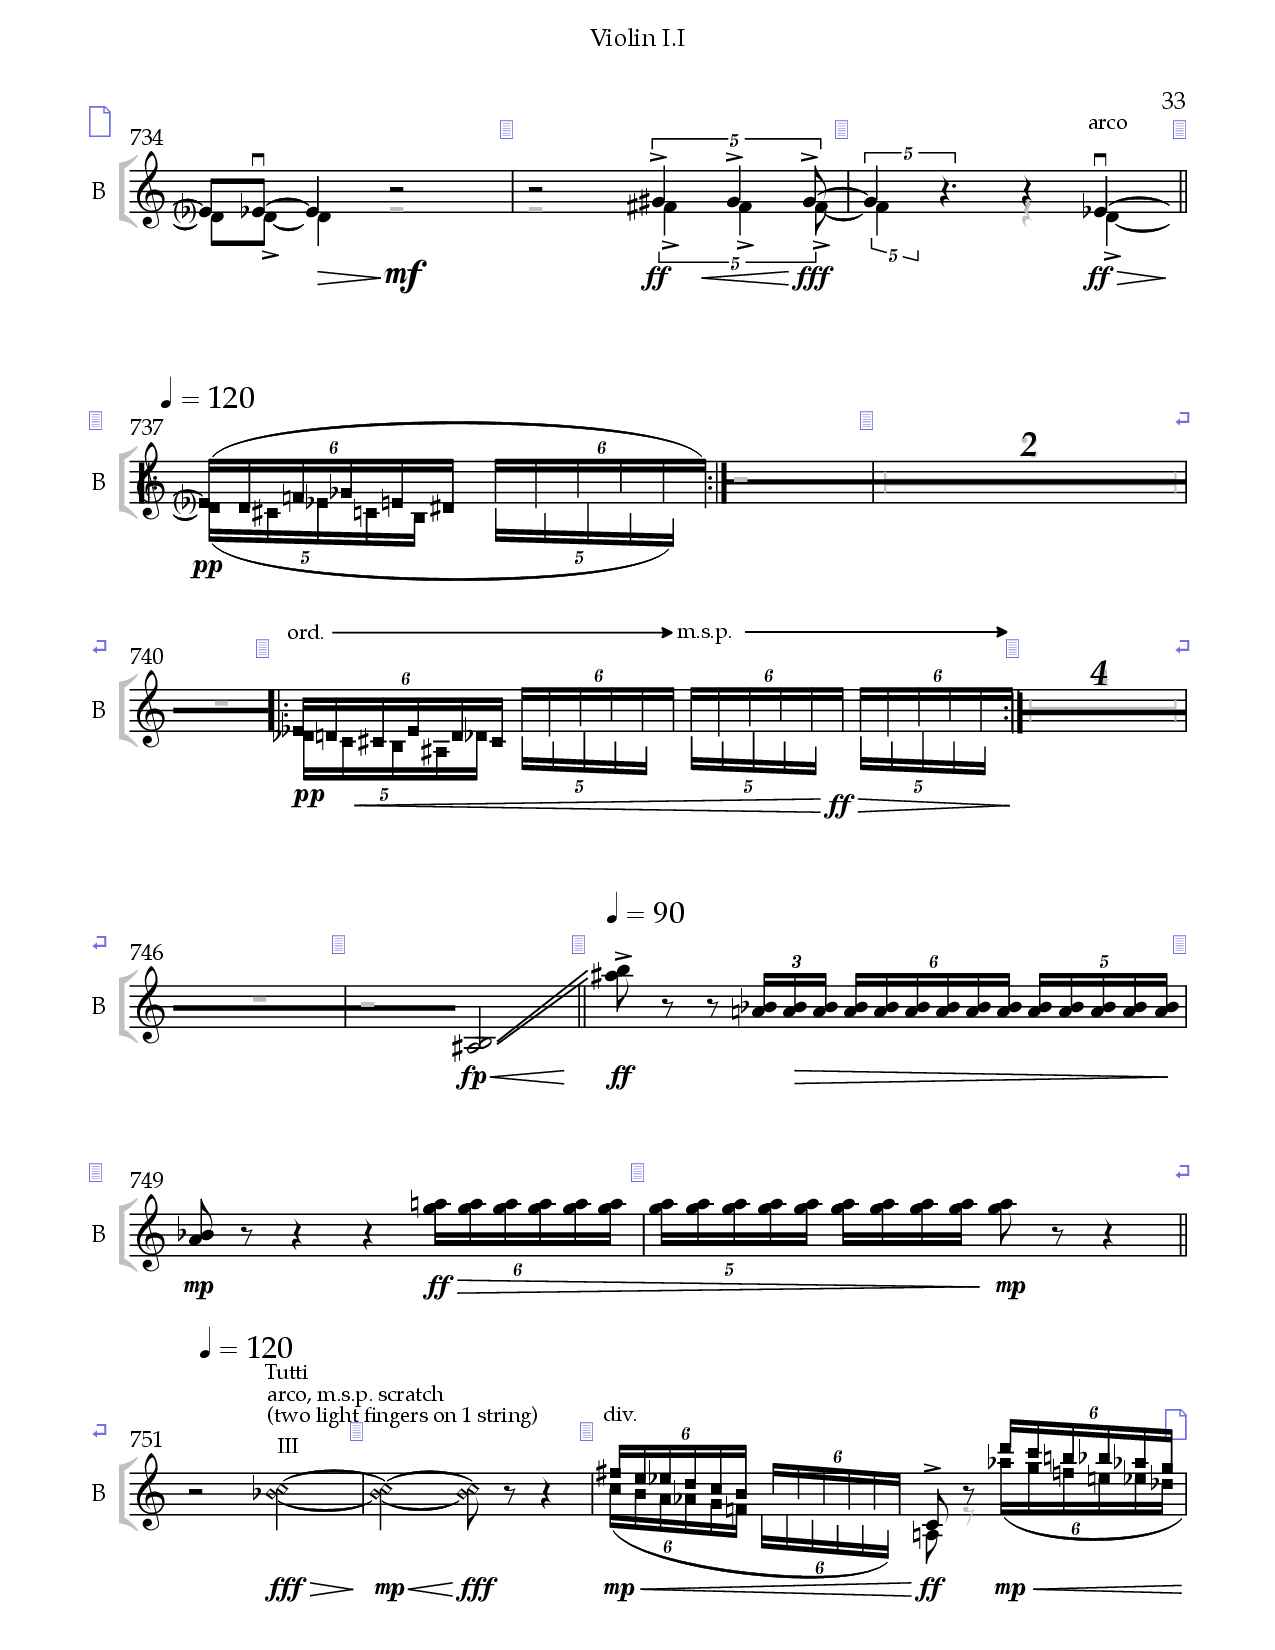 Violin I.I
33
734
arco
B
5 5
5 5
mf ff fff ff
♩ = 120
737
6 6 2
B
5 5
pp
ord. m.s.p.
740
6 6 6 6 4
B
5 5 5 5
pp ff
♩ = 90
746
3 6 5
B
fp ff
749
B
6 5
mp ff mp
♩ = 120
Tutti
arco, m.s.p. scratch
(two light fingers on 1 string)
div.
III
751
6 6 6
B
6 6 6
fff mp fff mp ff mp